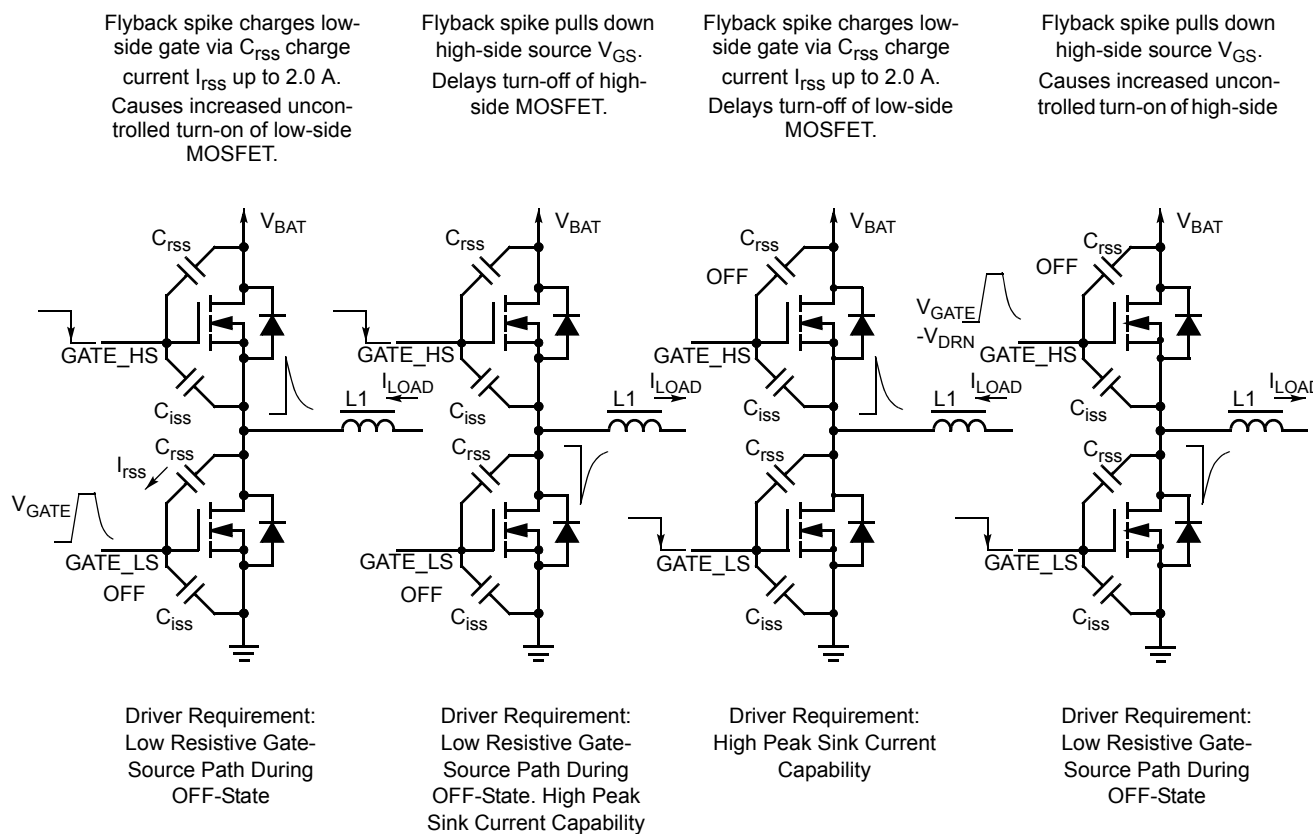 Flyback spike charges low-
side gate via Crss charge
current Irss up to 2.0 A.
Causes increased uncon-
trolled turn-on of low-side
MOSFET.
Flyback spike pulls down
high-side source VGS.
Delays turn-off of high-
side MOSFET.
Flyback spike charges low-
side gate via Crss charge
current Irss up to 2.0 A.
Delays turn-off of low-side
MOSFET.
Flyback spike pulls down
high-side source VGS.
Causes increased uncon-
trolled turn-on of high-side
VBAT
Crss
GATE_HS
Ciss
ILOAD
L1
Crss
Irss
VGATE
GATE_LS
OFF
Ciss
VBAT
Crss
GATE_HS
Ciss
ILOAD
L1
Crss
GATE_LS
OFF
Ciss
VBAT
Crss
OFF
GATE_HS
Ciss
ILOAD
L1
Crss
GATE_LS
Ciss
VBAT
Crss
OFF
VGATE
-VDRN
GATE_HS
Ciss
ILOAD
L1
Crss
GATE_LS
Ciss
Driver Requirement:
Low Resistive Gate-
Source Path During
OFF-State
Driver Requirement:
Low Resistive Gate-
Source Path During
OFF-State. High Peak
Sink Current Capability
Driver Requirement:
High Peak Sink Current
Capability
Driver Requirement:
Low Resistive Gate-
Source Path During
OFF-State